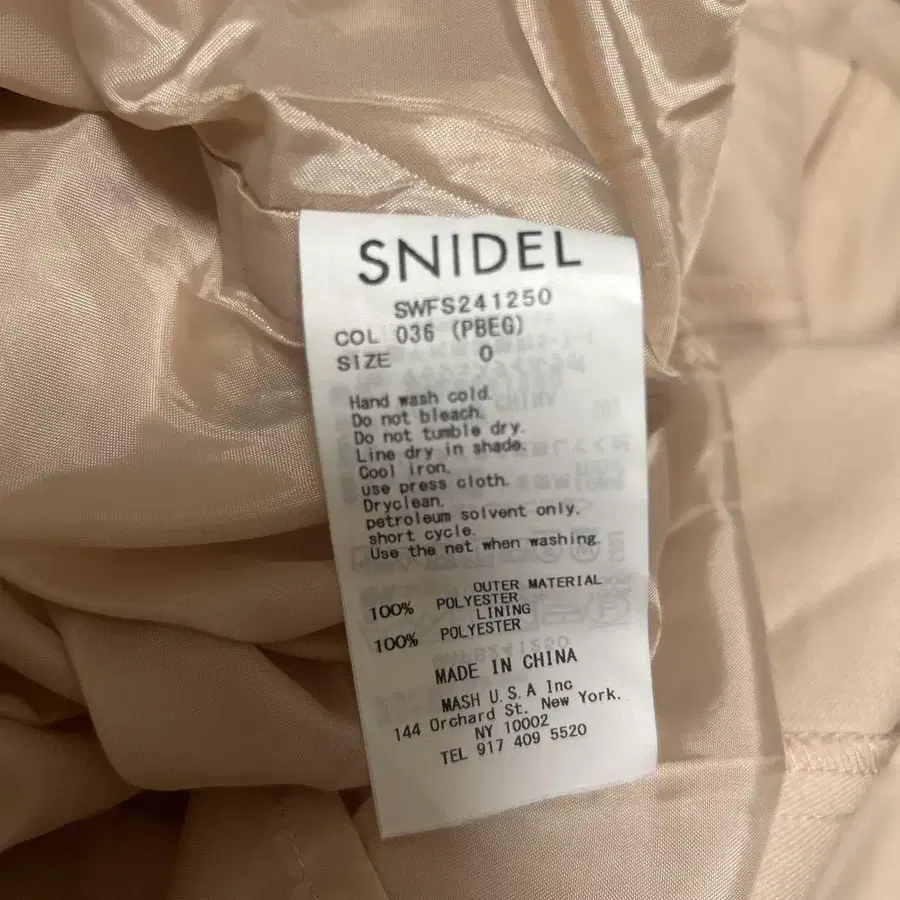 SNIDEL
SWFS241250
COL 036 (PBEG)
SIZE 0
Hand wash cold.
Do not bleach.
Do not tumble dry.
Line dry in shade.
Cool iron.
use press cloth.
Dryclean.
petroleum solvent only.
short cycle.
Use the net when washing.
OUTER MATERIAL
100% POLYESTER
LINING
100% POLYESTER
MADE IN CHINA
MASH U.S.A Inc
144 Orchard St. New York.
NY 10002
TEL 917 409 5520